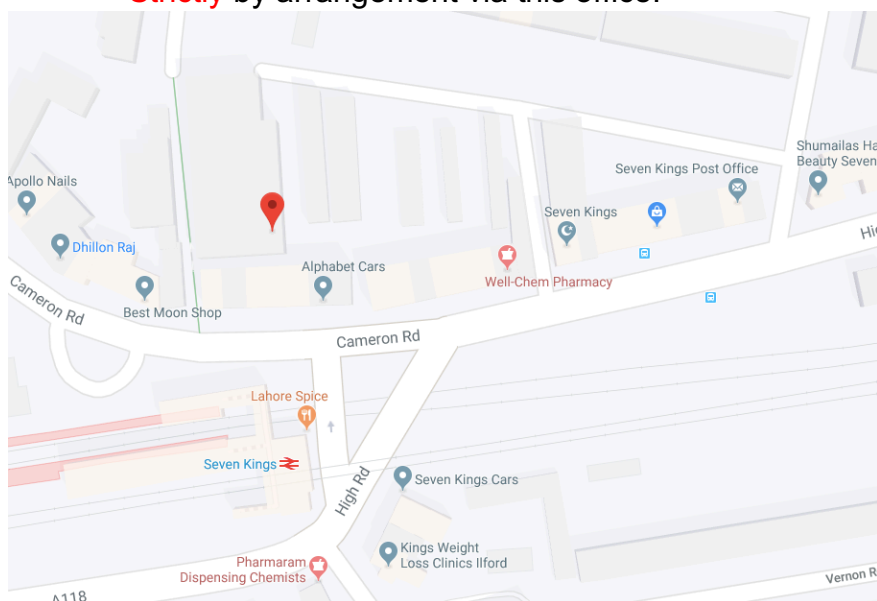 Strictly by arrangement via this office.
Shumailas Ha
Beauty Seven
Seven Kings Post Office
Apollo Nails
Seven Kings
Hi
Dhillon Raj
Alphabet Cars
Well-Chem Pharmacy
Cameron Rd
Best Moon Shop
Cameron Rd
Lahore Spice
Seven Kings
High Rd
Seven Kings Cars
Kings Weight
Loss Clinics Ilford
Pharmaram
Dispensing Chemists
Vernon R
A118